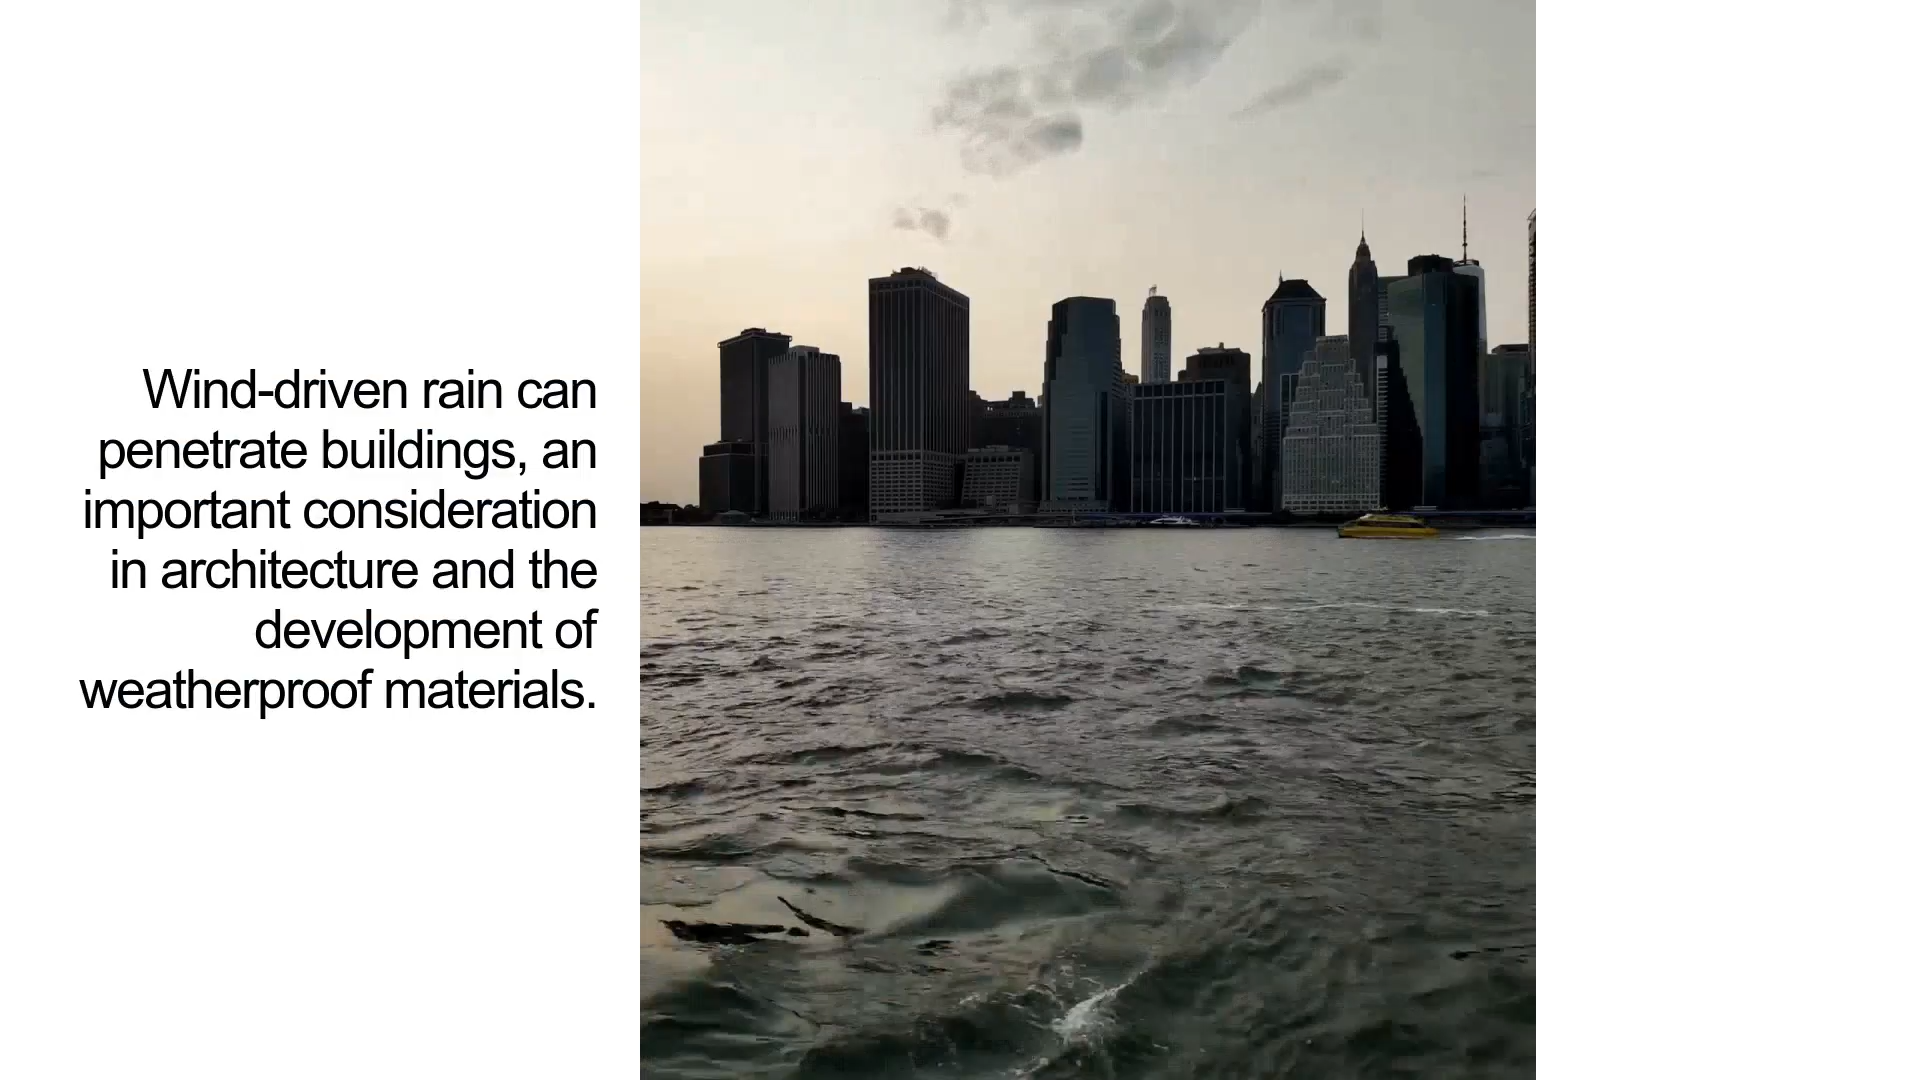 Wind-driven rain can
penetrate buildings, an
important consideration
in architecture and the
development of
weatherproof materials.